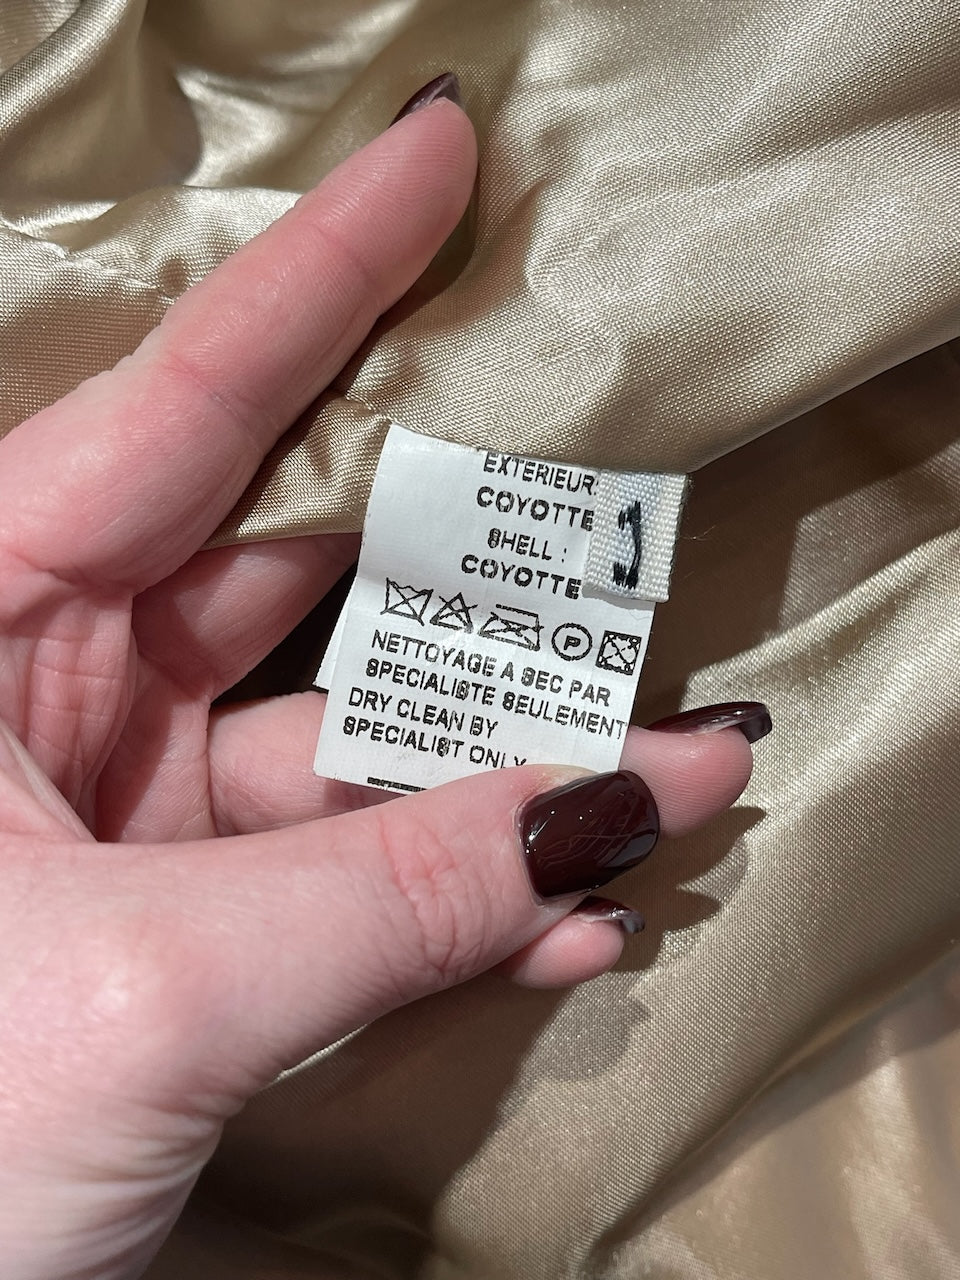 EXTERIEUR:
COYOTTE
SHELL :
COYOTTE
P
NETTOYAGE A SEC PAR
SPECIALISTE SEULEMENT
DRY CLEAN BY
SPECIALIST ONLY